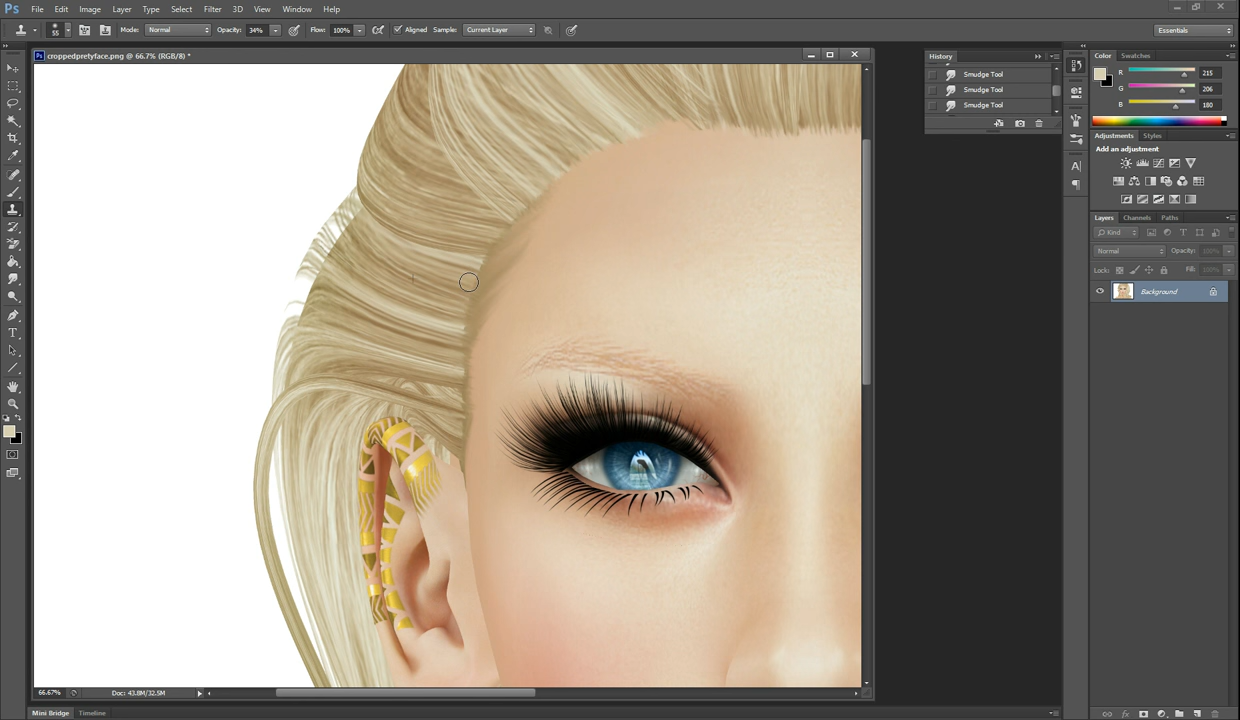 Ps File Edit Image Layer Type Select Filter 3D View Window Help
55 Mode: Normal Opacity: 34% Flow: 100% Aligned Sample: Current Layer Essentials
Ps croppedpretyface.png @ 66.7% (RGB/8) *
History
Smudge Tool
Smudge Tool
Smudge Tool
Color Swatches
R 215
G 206
B 180
Adjustments Styles
Add an adjustment
Layers Channels Paths
Kind
Normal Opacity: 100%
Lock: Fill: 100%
Background
66.67% Doc: 43.8M/32.5M
Mini Bridge Timeline